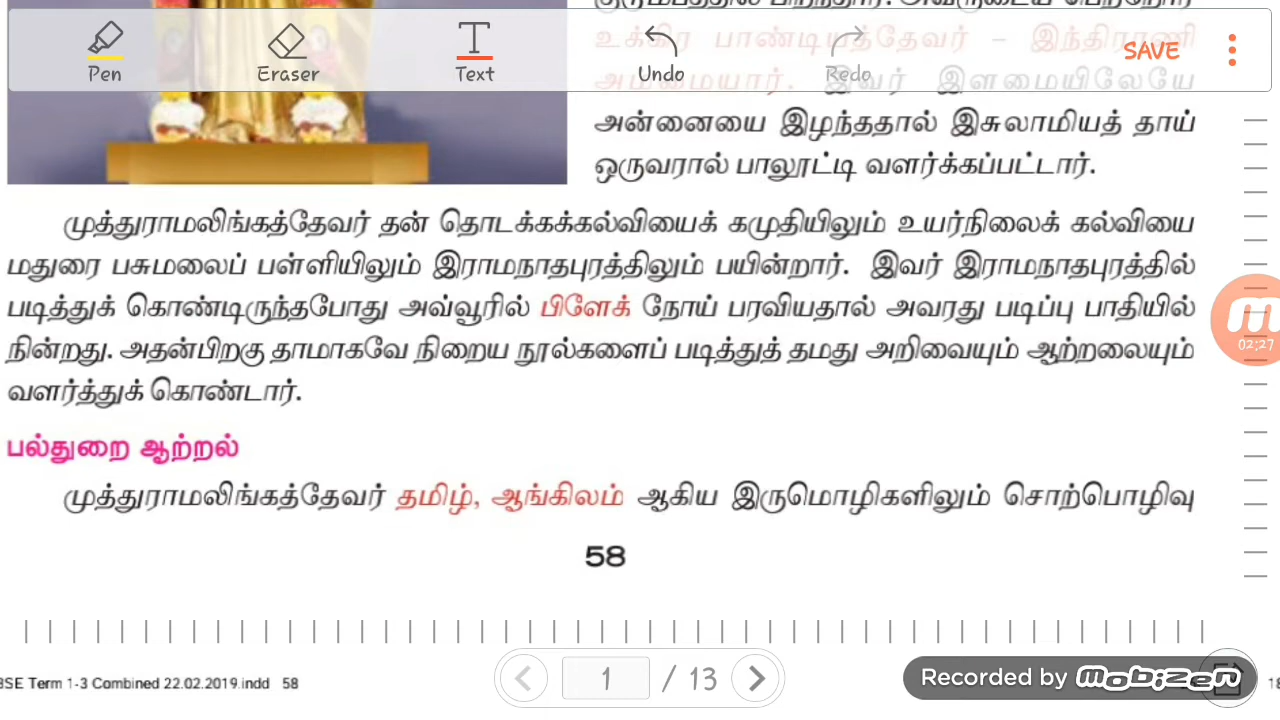 Pen
Eraser
Text
Undo
Redo
SAVE
உக்கிர பாண்டியத்தேவர் – இந்திராணி
அம்மையார். இவர் இளமையிலேயே
அன்னையை இழந்ததால் இசுலாமியத் தாய்
ஒருவரால் பாலூட்டி வளர்க்கப்பட்டார்.
முத்துராமலிங்கத்தேவர் தன் தொடக்கக்கல்வியைக் கமுதியிலும் உயர்நிலைக் கல்வியை
மதுரை பசுமலைப் பள்ளியிலும் இராமநாதபுரத்திலும் பயின்றார். இவர் இராமநாதபுரத்தில்
படித்துக் கொண்டிருந்தபோது அவ்வூரில் பிளேக் நோய் பரவியதால் அவரது படிப்பு பாதியில்
நின்றது. அதன்பிறகு தாமாகவே நிறைய நூல்களைப் படித்துத் தமது அறிவையும் ஆற்றலையும்
வளர்த்துக் கொண்டார்.
02:27
பல்துறை ஆற்றல்
முத்துராமலிங்கத்தேவர் தமிழ், ஆங்கிலம் ஆகிய இருமொழிகளிலும் சொற்பொழிவு
58
BSE Term 1-3 Combined 22.02.2019.indd 58
1 / 13
Recorded by mobizen
18